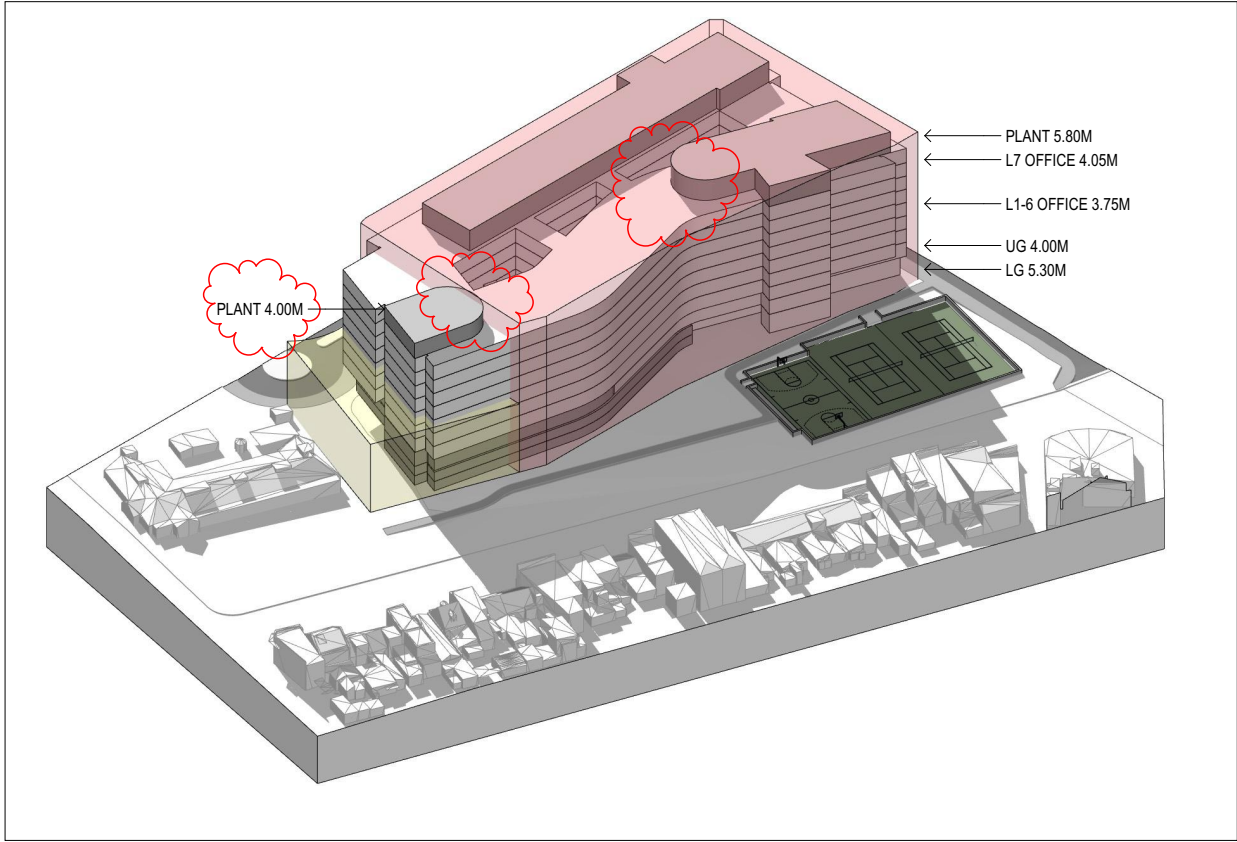 PLANT 5.80M
L7 OFFICE 4.05M
L1-6 OFFICE 3.75M
UG 4.00M
LG 5.30M
PLANT 4.00M